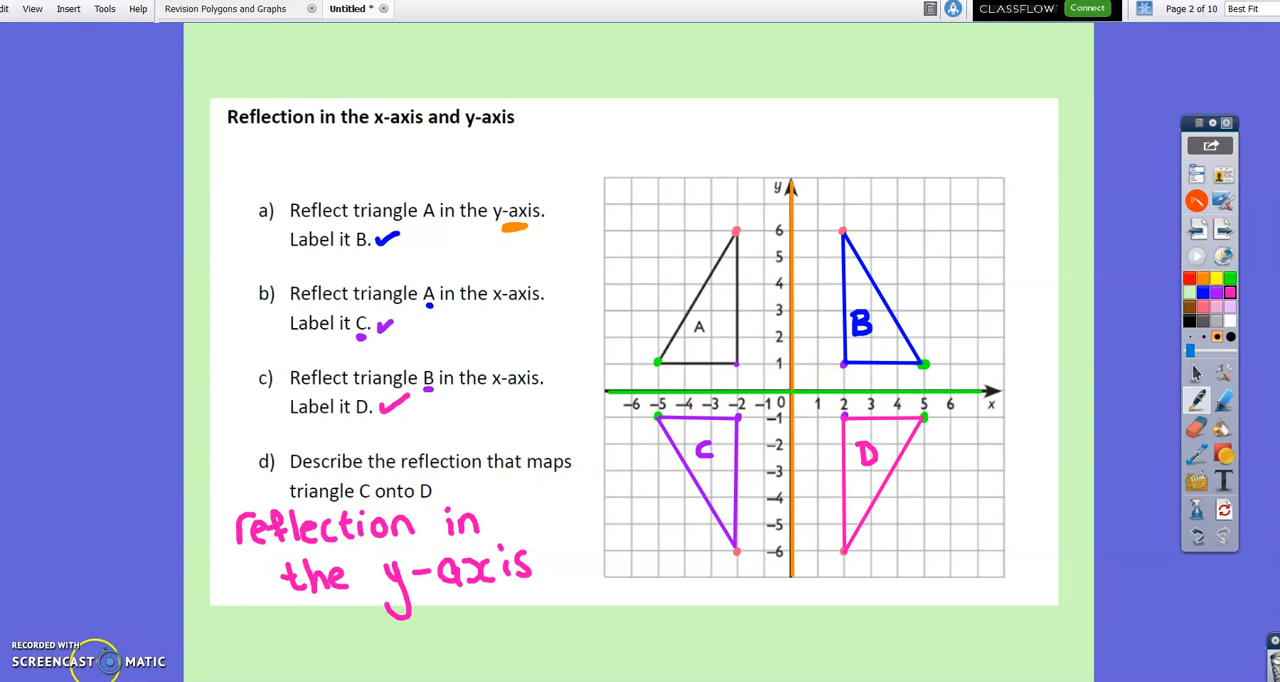 dit View Insert Tools Help Revision Polygons and Graphs Untitled * CLASSFLOW Connect Page 2 of 10 Best Fit
Reflection in the x-axis and y-axis
a) Reflect triangle A in the y-axis.
Label it B.
b) Reflect triangle A in the x-axis.
Label it C.
c) Reflect triangle B in the x-axis.
Label it D.
d) Describe the reflection that maps
triangle C onto D
reflection in
the y-axis
y
6
5
4
3
2
1
A
B
–6 –5 –4 –3 –2 –1 0 1 2 3 4 5 6 x
–1
–2
–3
–4
–5
–6
C
D
T
RECORDED WITH
SCREENCAST MATIC